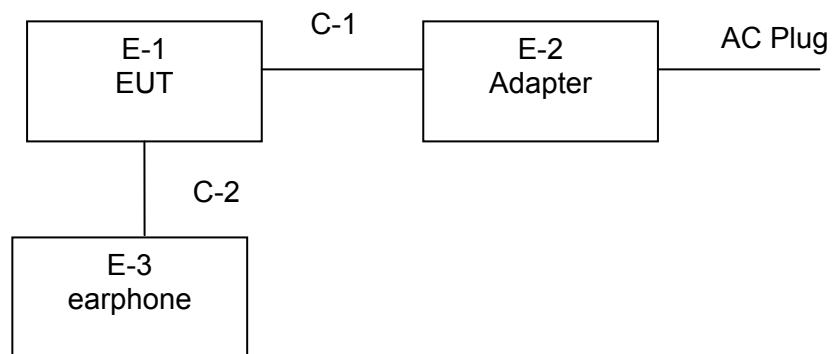 C-1
E-1
EUT
E-2
Adapter
AC Plug
C-2
E-3
earphone